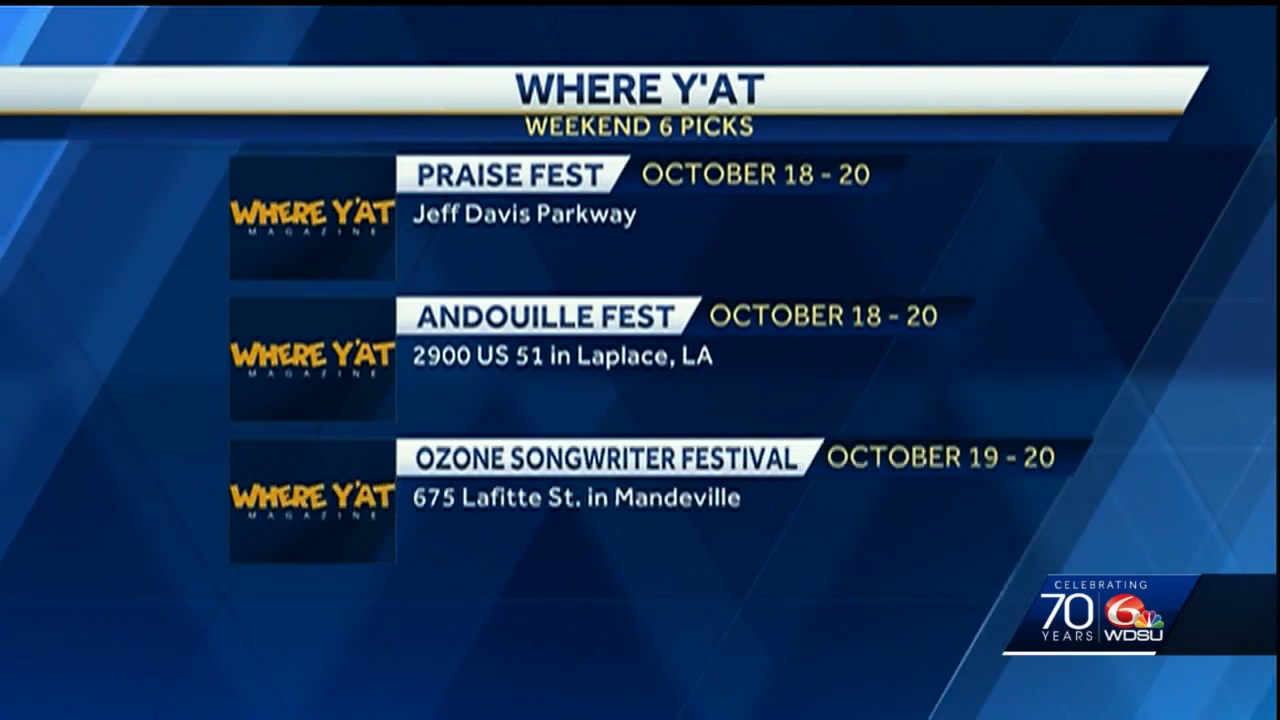 WHERE Y'AT
WEEKEND 6 PICKS
WHERE Y'AT
MAGAZINE
PRAISE FEST OCTOBER 18 - 20
Jeff Davis Parkway
WHERE Y'AT
MAGAZINE
ANDOUILLE FEST OCTOBER 18 - 20
2900 US 51 in Laplace, LA
WHERE Y'AT
MAGAZINE
OZONE SONGWRITER FESTIVAL OCTOBER 19 - 20
675 Lafitte St. in Mandeville
CELEBRATING
70 6
YEARS WDSU